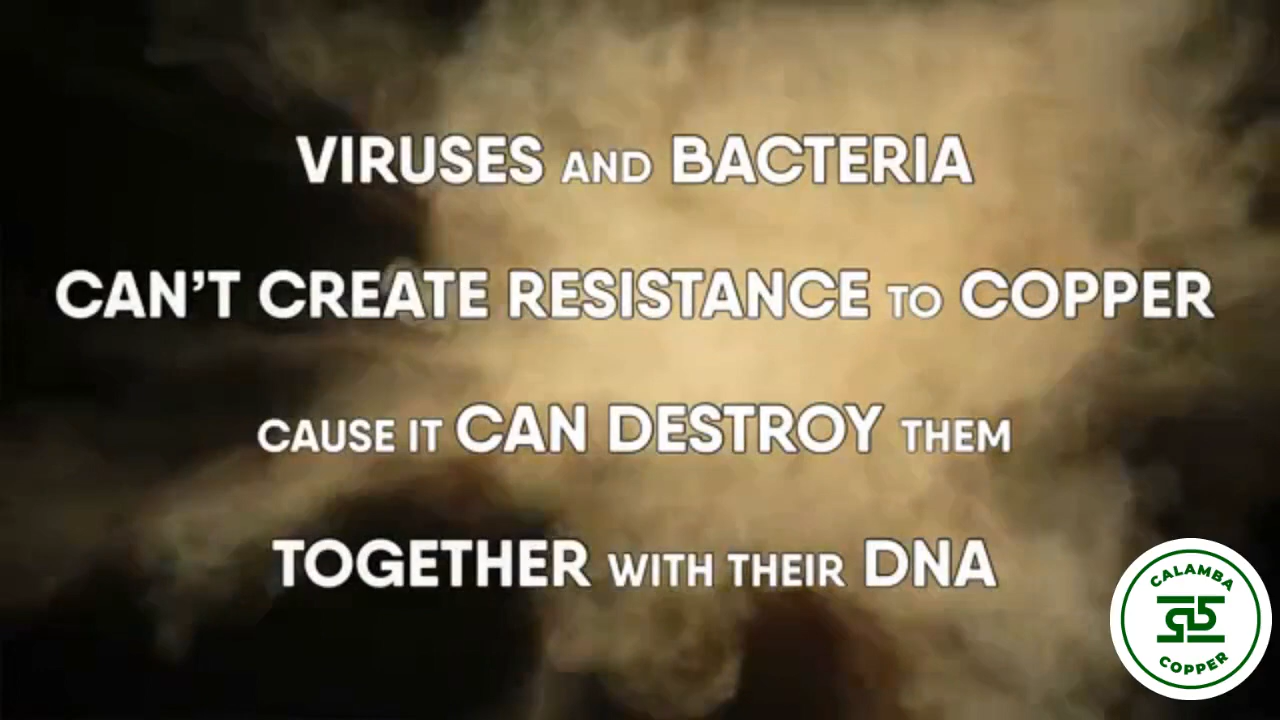 VIRUSES AND BACTERIA
CAN'T CREATE RESISTANCE TO COPPER
CAUSE IT CAN DESTROY THEM
TOGETHER WITH THEIR DNA
CALAMBA
COPPER